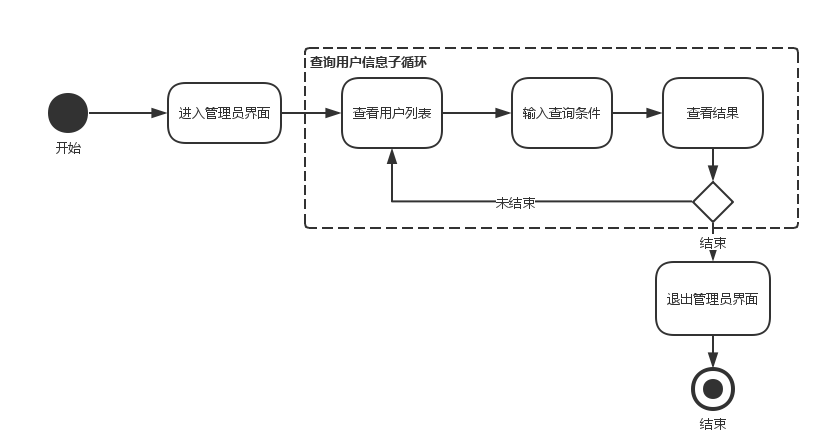 查询用户信息子循环
开始
进入管理员界面
查看用户列表
输入查询条件
查看结果
未结束
结束
退出管理员界面
结束